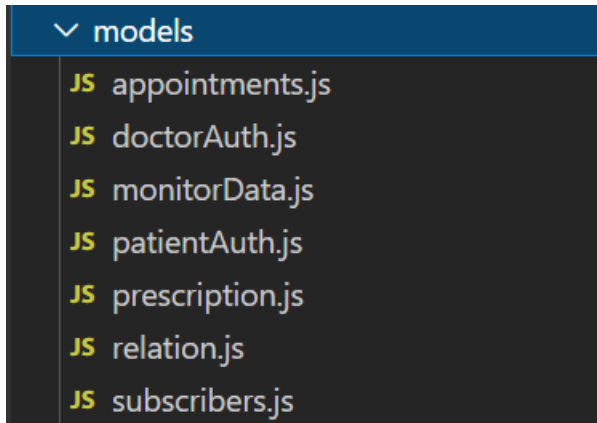 models
JS appointments.js
JS doctorAuth.js
JS monitorData.js
JS patientAuth.js
JS prescription.js
JS relation.js
JS subscribers.js